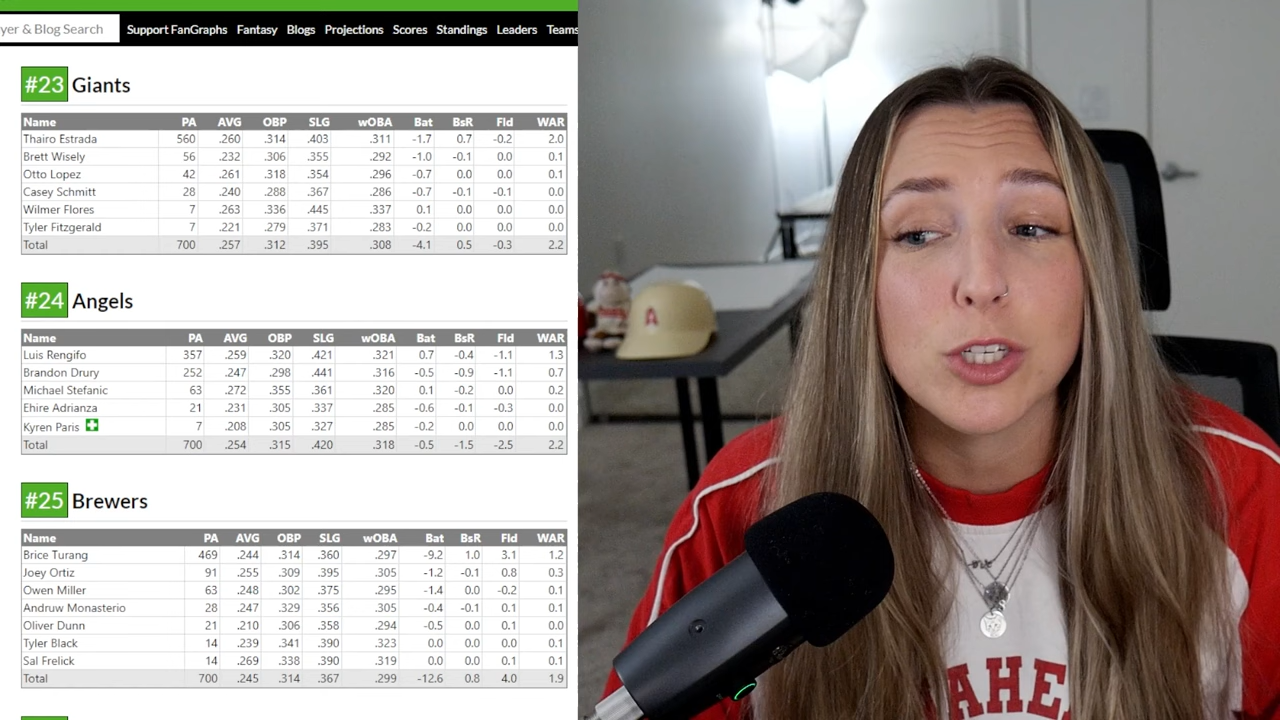 yer & Blog Search Support FanGraphs Fantasy Blogs Projections Scores Standings Leaders Teams
#23 Giants
Name PA AVG OBP SLG wOBA Bat BsR Fld WAR
Thairo Estrada 560 .260 .314 .403 .311 -1.7 0.7 -0.2 2.0
Brett Wisely 56 .232 .306 .355 .292 -1.0 -0.1 0.0 0.1
Otto Lopez 42 .261 .318 .354 .296 -0.7 0.0 0.0 0.1
Casey Schmitt 28 .240 .288 .367 .286 -0.7 -0.1 -0.1 0.0
Wilmer Flores 7 .263 .336 .445 .337 0.1 0.0 0.0 0.0
Tyler Fitzgerald 7 .221 .279 .371 .283 -0.2 0.0 0.0 0.0
Total 700 .257 .312 .395 .308 -4.1 0.5 -0.3 2.2
#24 Angels
Name PA AVG OBP SLG wOBA Bat BsR Fld WAR
Luis Rengifo 357 .259 .320 .421 .321 0.7 -0.4 -1.1 1.3
Brandon Drury 252 .247 .298 .441 .316 -0.5 -0.9 -1.1 0.7
Michael Stefanic 63 .272 .355 .361 .320 0.1 -0.2 0.0 0.2
Ehire Adrianza 21 .231 .305 .337 .285 -0.6 -0.1 -0.3 0.0
Kyren Paris 7 .208 .305 .327 .285 -0.2 0.0 0.0 0.0
Total 700 .254 .315 .420 .318 -0.5 -1.5 -2.5 2.2
#25 Brewers
Name PA AVG OBP SLG wOBA Bat BsR Fld WAR
Brice Turang 469 .244 .314 .360 .297 -9.2 1.0 3.1 1.2
Joey Ortiz 91 .255 .309 .395 .305 -1.2 -0.1 0.8 0.3
Owen Miller 63 .248 .302 .375 .295 -1.4 0.0 -0.2 0.1
Andruw Monasterio 28 .247 .329 .356 .305 -0.4 -0.1 0.1 0.1
Oliver Dunn 21 .210 .306 .358 .294 -0.5 0.0 0.1 0.0
Tyler Black 14 .239 .341 .390 .323 0.0 0.0 0.0 0.1
Sal Frelick 14 .269 .338 .390 .319 0.0 0.0 0.1 0.1
Total 700 .245 .314 .367 .299 -12.6 0.8 4.0 1.9
A
AHE